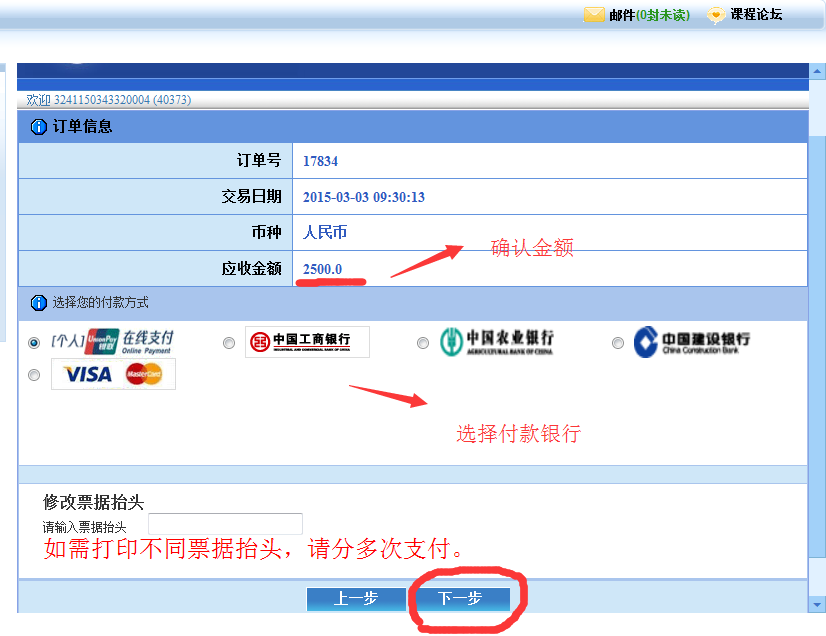 邮件(0封未读) 课程论坛
欢迎 3241150343320004 (40373)
订单信息
订单号 17834
交易日期 2015-03-03 09:30:13
币种 人民币
确认金额
应收金额 2500.0
选择您的付款方式
[个人] UnionPay 银联 在线支付 Online Payment
中国工商银行 INDUSTRIAL AND COMMERCIAL BANK OF CHINA
中国农业银行 AGRICULTURAL BANK OF CHINA
中国建设银行 China Construction Bank
VISA MasterCard
选择付款银行
修改票据抬头
请输入票据抬头
如需打印不同票据抬头，请分多次支付。
上一步 下一步